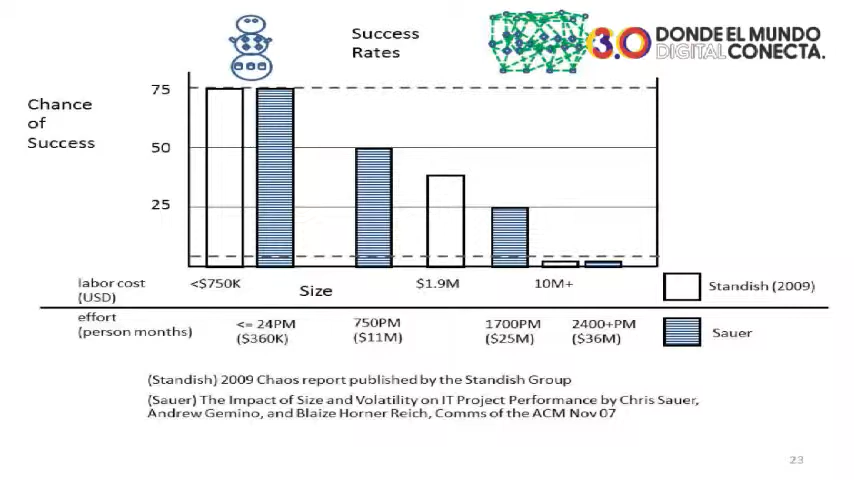 Success
Rates
3.0 DONDE EL MUNDO
DIGITAL CONECTA.
Chance
of
Success
75
50
25
labor cost
(USD)
<$750K
Size
$1.9M
10M+
Standish (2009)
effort
(person months)
<= 24PM
($360K)
750PM
($11M)
1700PM
($25M)
2400+PM
($36M)
Sauer
(Standish) 2009 Chaos report published by the Standish Group
(Sauer) The Impact of Size and Volatility on IT Project Performance by Chris Sauer,
Andrew Gemino, and Blaize Horner Reich, Comms of the ACM Nov 07
23